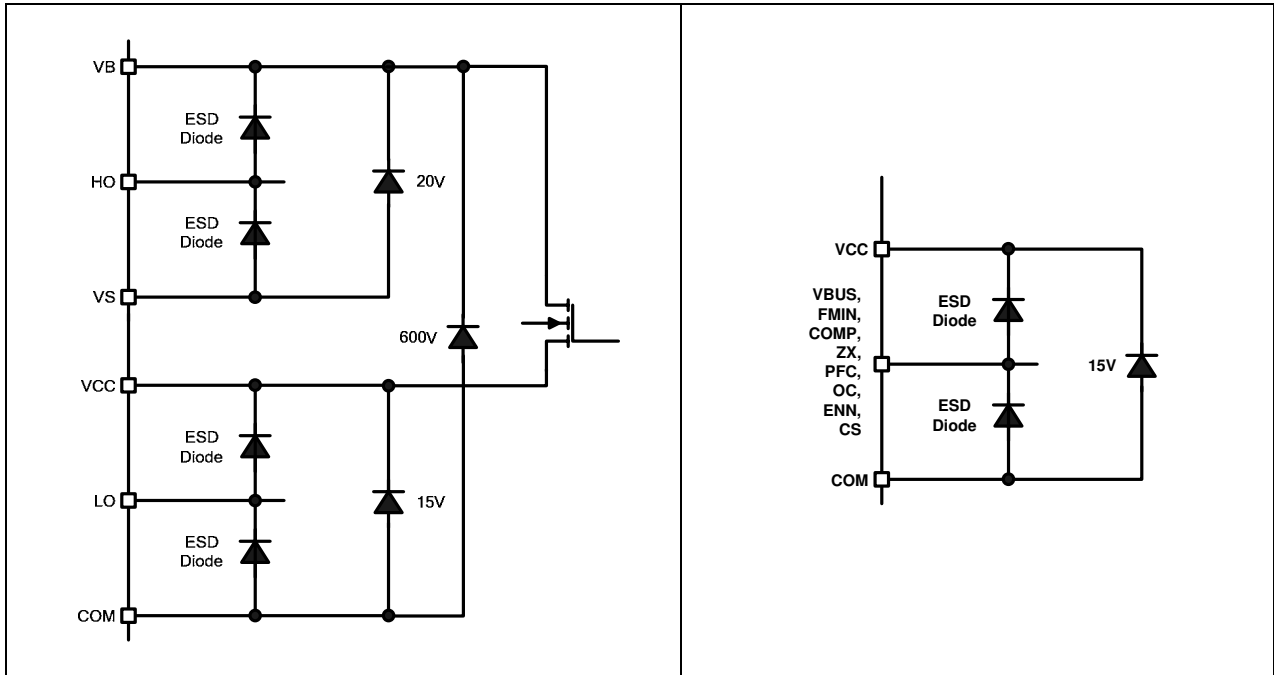 VB
ESD
Diode
HO
20V
ESD
Diode
VS
600V
VCC
ESD
Diode
LO
15V
ESD
Diode
COM
VCC
VBUS,
FMIN,
COMP,
ZX,
PFC,
OC,
ENN,
CS
ESD
Diode
15V
ESD
Diode
COM